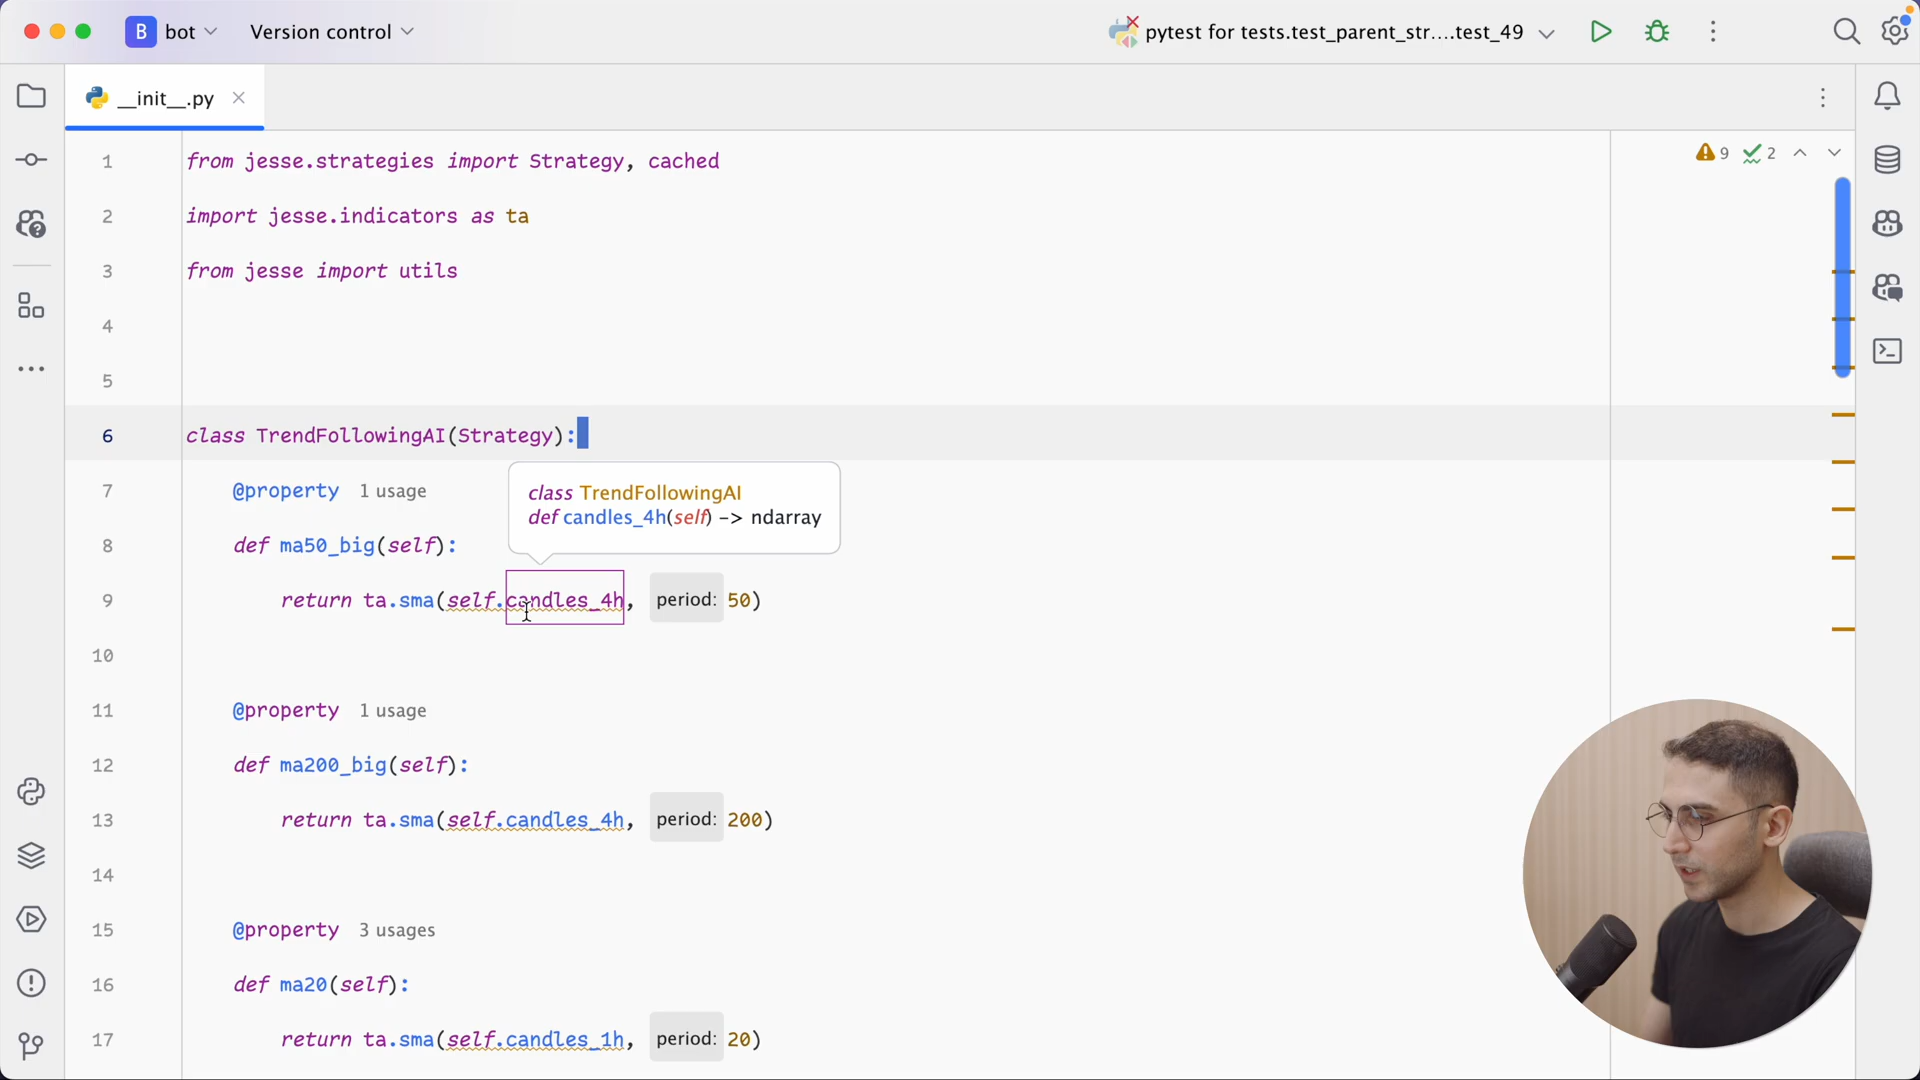 B bot Version control pytest for tests.test_parent_str....test_49
__init__.py
9 2
1 from jesse.strategies import Strategy, cached
2 import jesse.indicators as ta
3 from jesse import utils
4
5
6 class TrendFollowingAI(Strategy):
7 @property 1 usage
class TrendFollowingAI
def candles_4h(self) -> ndarray
8 def ma50_big(self):
9 return ta.sma(self.candles_4h, period: 50)
10
11 @property 1 usage
12 def ma200_big(self):
13 return ta.sma(self.candles_4h, period: 200)
14
15 @property 3 usages
16 def ma20(self):
17 return ta.sma(self.candles_1h, period: 20)